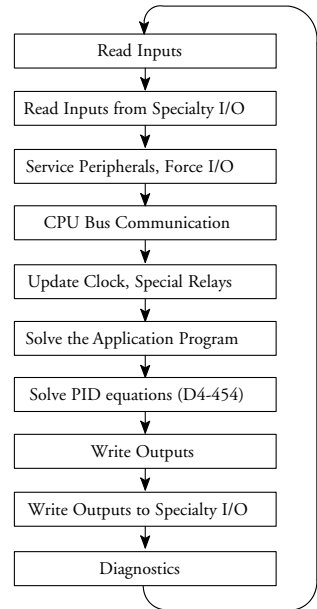 Read Inputs
Read Inputs from Specialty I/O
Service Peripherals, Force I/O
CPU Bus Communication
Update Clock, Special Relays
Solve the Application Program
Solve PID equations (D4-454)
Write Outputs
Write Outputs to Specialty I/O
Diagnostics